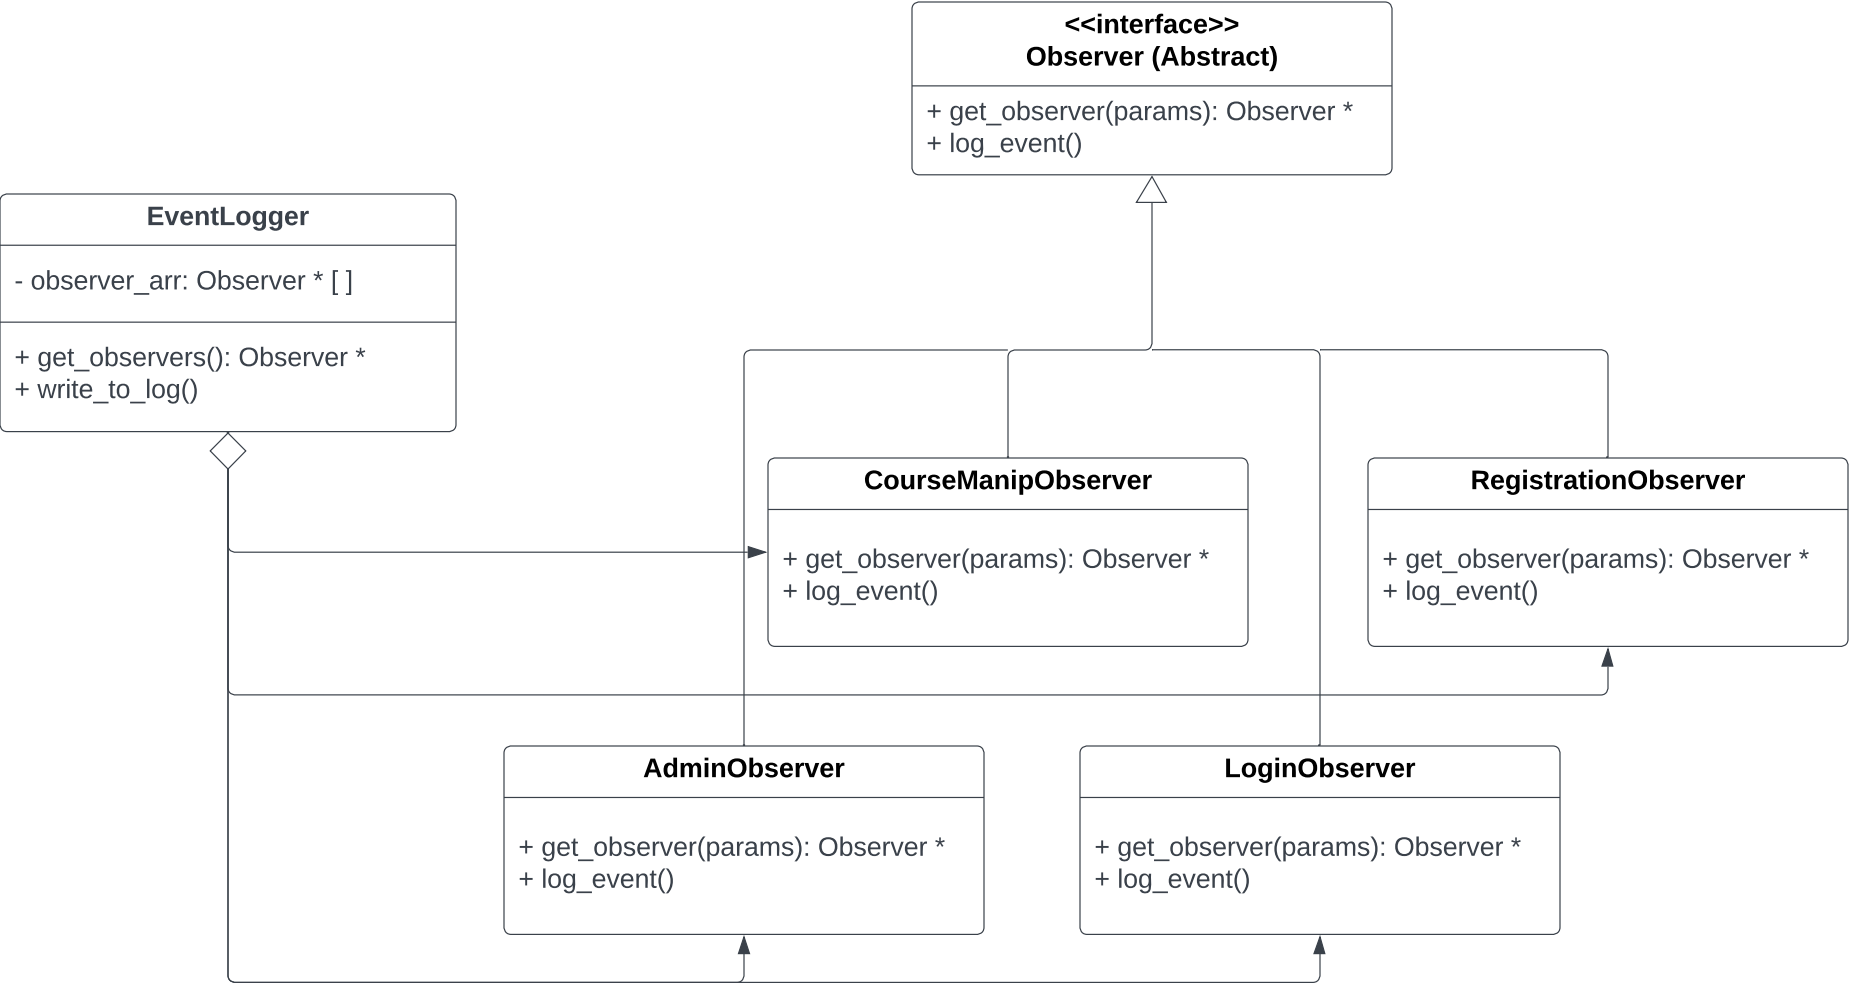 <<interface>>
Observer (Abstract)
+ get_observer(params): Observer *
+ log_event()
EventLogger
- observer_arr: Observer * [ ]
+ get_observers(): Observer *
+ write_to_log()
CourseManipObserver
+ get_observer(params): Observer *
+ log_event()
RegistrationObserver
+ get_observer(params): Observer *
+ log_event()
AdminObserver
+ get_observer(params): Observer *
+ log_event()
LoginObserver
+ get_observer(params): Observer *
+ log_event()